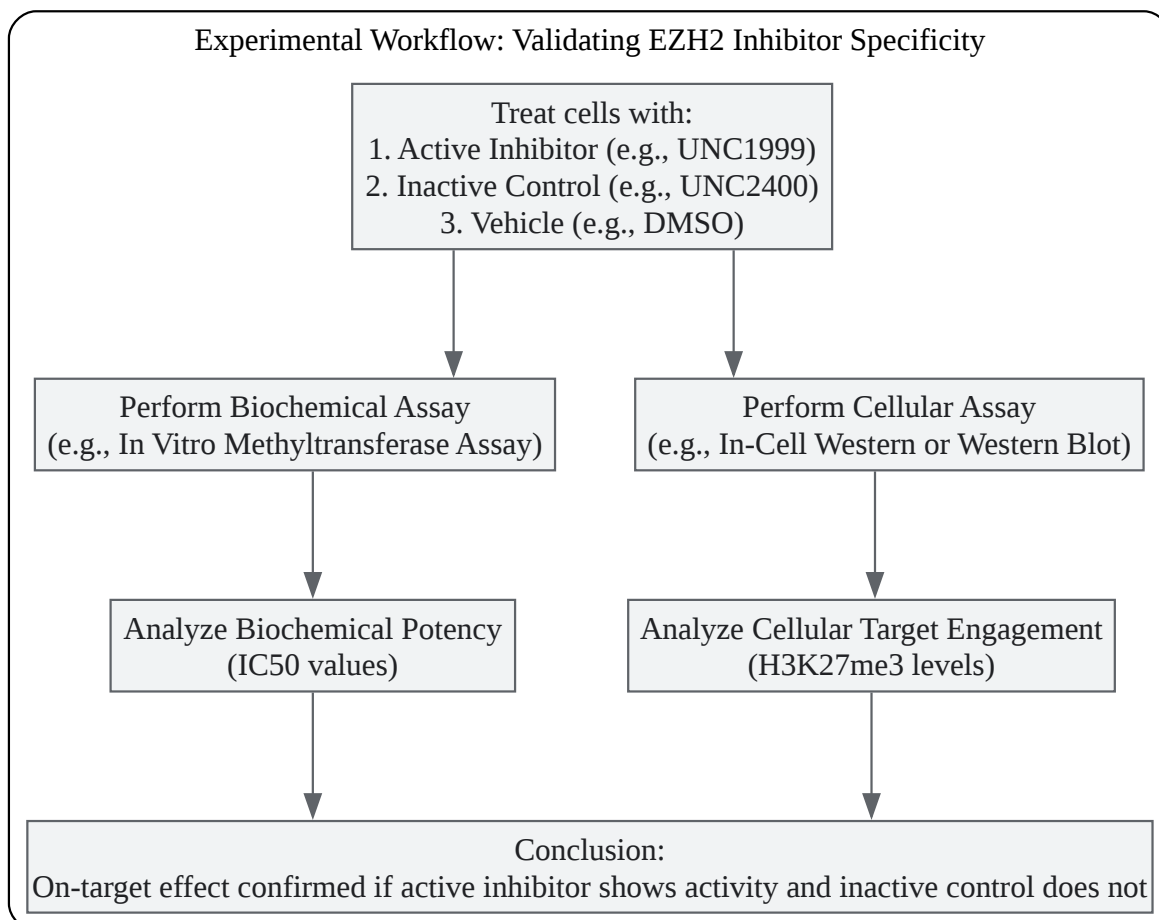 Experimental Workflow: Validating EZH2 Inhibitor Specificity
Treat cells with:
1. Active Inhibitor (e.g., UNC1999)
2. Inactive Control (e.g., UNC2400)
3. Vehicle (e.g., DMSO)
Perform Biochemical Assay
(e.g., In Vitro Methyltransferase Assay)
Perform Cellular Assay
(e.g., In-Cell Western or Western Blot)
Analyze Biochemical Potency
(IC50 values)
Analyze Cellular Target Engagement
(H3K27me3 levels)
Conclusion:
On-target effect confirmed if active inhibitor shows activity and inactive control does not